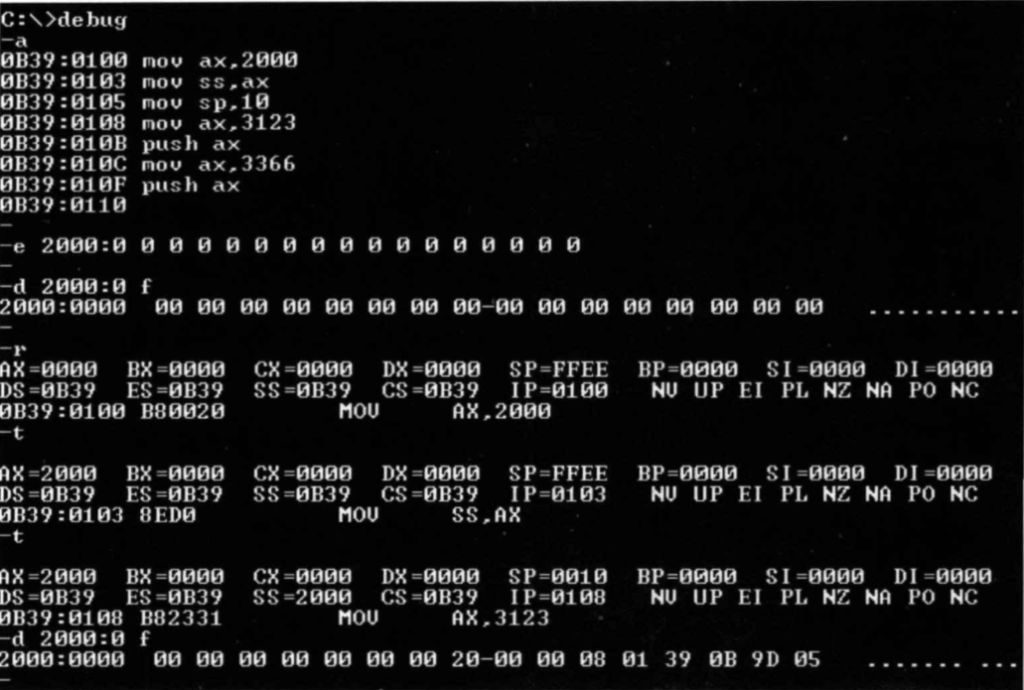 C:\>debug
-a
0B39:0100 mov ax,2000
0B39:0103 mov ss,ax
0B39:0105 mov sp,10
0B39:0108 mov ax,3123
0B39:010B push ax
0B39:010C mov ax,3366
0B39:010F push ax
0B39:0110
-
-e 2000:0 0 0 0 0 0 0 0 0 0 0 0 0 0 0 0 0
-
-d 2000:0 f
2000:0000 00 00 00 00 00 00 00 00-00 00 00 00 00 00 00 00 ...........
-
-r
AX=0000 BX=0000 CX=0000 DX=0000 SP=FFEE BP=0000 SI=0000 DI=0000
DS=0B39 ES=0B39 SS=0B39 CS=0B39 IP=0100 NV UP EI PL NZ NA PO NC
0B39:0100 B80020 MOV AX,2000
-t
AX=2000 BX=0000 CX=0000 DX=0000 SP=FFEE BP=0000 SI=0000 DI=0000
DS=0B39 ES=0B39 SS=0B39 CS=0B39 IP=0103 NV UP EI PL NZ NA PO NC
0B39:0103 8ED0 MOV SS,AX
-t
AX=2000 BX=0000 CX=0000 DX=0000 SP=0010 BP=0000 SI=0000 DI=0000
DS=0B39 ES=0B39 SS=2000 CS=0B39 IP=0108 NV UP EI PL NZ NA PO NC
0B39:0108 B82331 MOV AX,3123
-d 2000:0 f
2000:0000 00 00 00 00 00 00 00 20-00 00 08 01 39 0B 9D 05 ....... ...
-